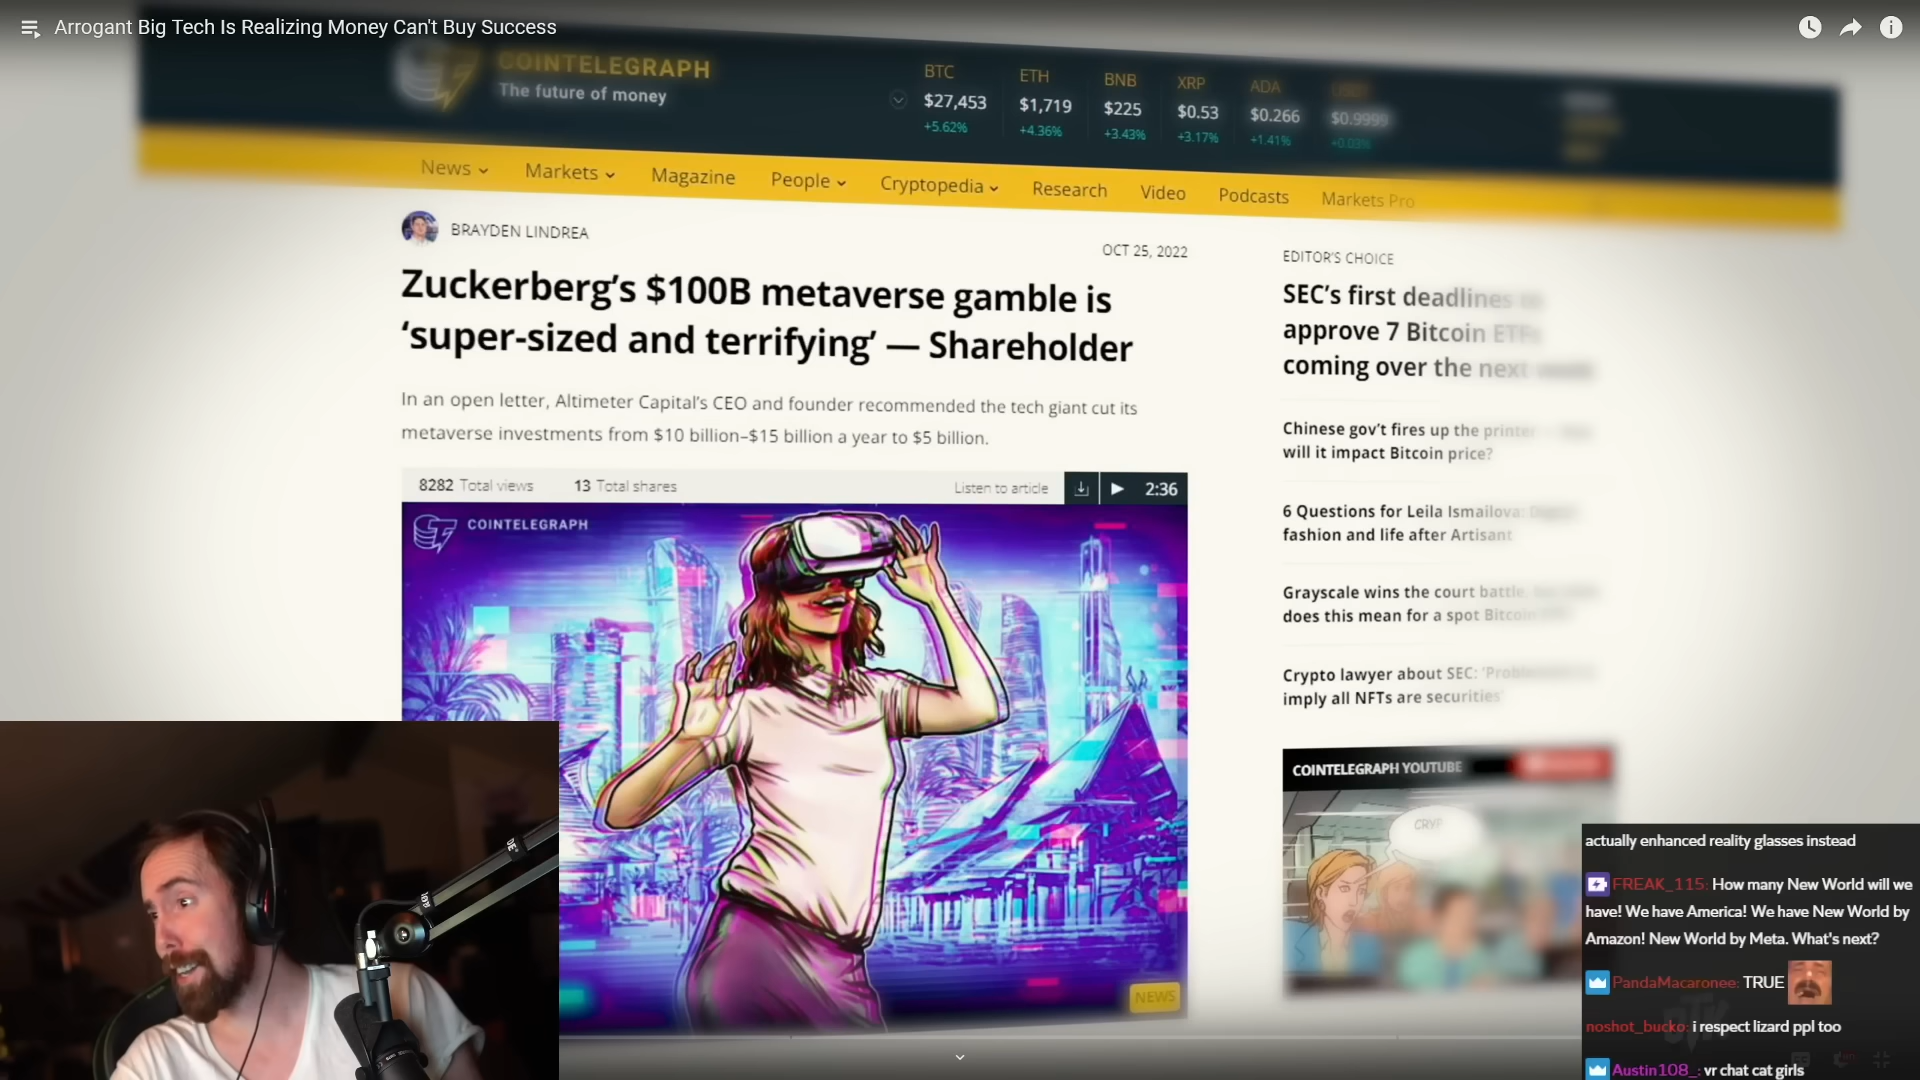 Arrogant Big Tech Is Realizing Money Can't Buy Success
COINTELEGRAPH
The future of money
BTC
$27,453
+5.62%
ETH
$1,719
+4.36%
BNB
$225
+3.43%
XRP
$0.53
+3.17%
ADA
$0.266
+1.41%
$0.9999
+0.03%
News
Markets
Magazine
People
Cryptopedia
Research
Video
Podcasts
Markets Pro
BRAYDEN LINDREA
OCT 25, 2022
Zuckerberg's $100B metaverse gamble is
'super-sized and terrifying' — Shareholder
In an open letter, Altimeter Capital's CEO and founder recommended the tech giant cut its
metaverse investments from $10 billion–$15 billion a year to $5 billion.
8282 Total views
13 Total shares
Listen to article
2:36
COINTELEGRAPH
NEWS
EDITOR'S CHOICE
SEC's first deadlines
approve 7 Bitcoin ETFs
coming over the next
Chinese gov't fires up the printer
will it impact Bitcoin price?
6 Questions for Leila Ismailova:
fashion and life after Artisant
Grayscale wins the court battle,
does this mean for a spot Bitcoin
Crypto lawyer about SEC:
imply all NFTs are securities'
COINTELEGRAPH YOUTUBE
actually enhanced reality glasses instead
FREAK_115: How many New World will we
have! We have America! We have New World by
Amazon! New World by Meta. What's next?
PandaMacaronee: TRUE
noshot_bucko: i respect lizard ppl too
Austin108_: vr chat cat girls